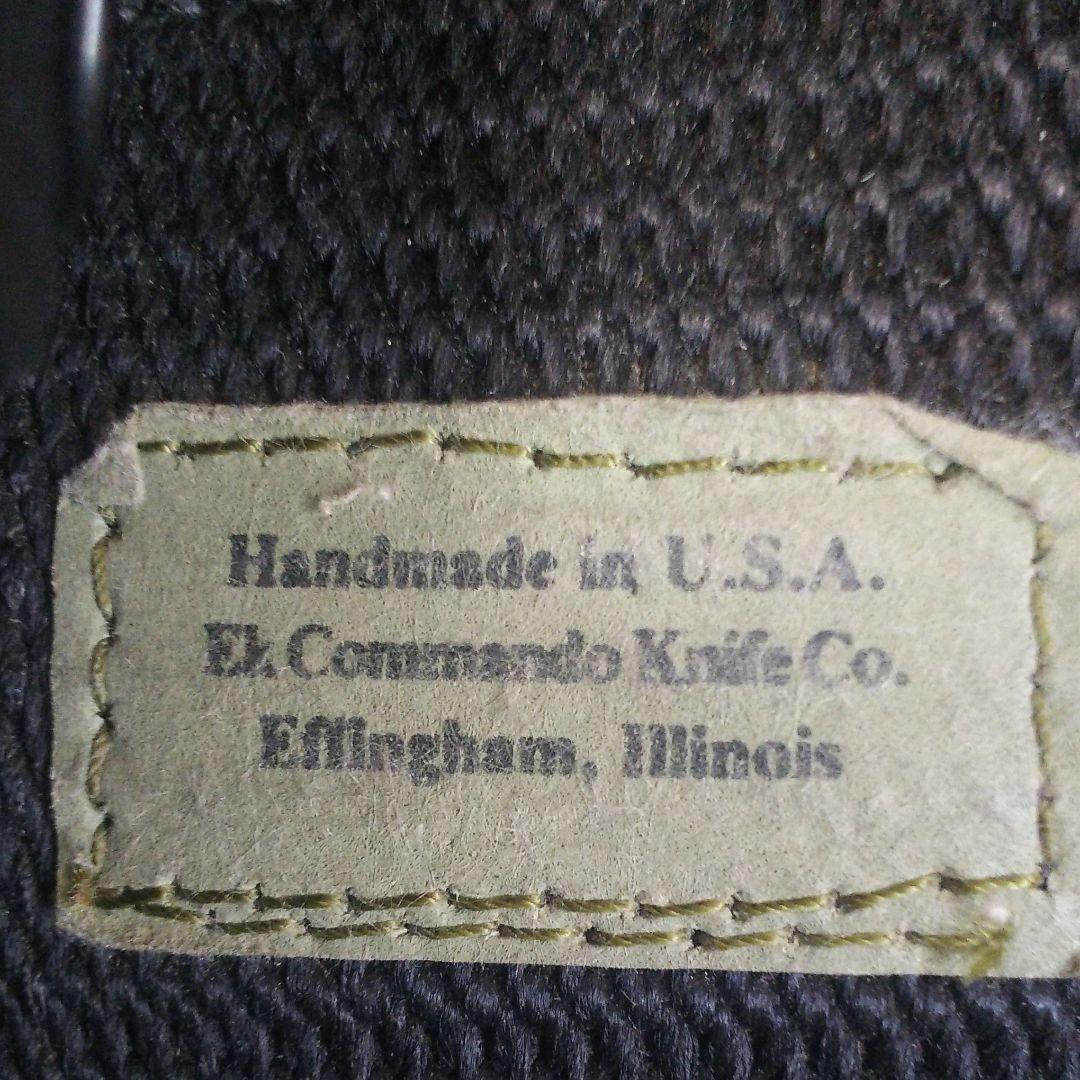 Handmade in U.S.A.
Ek Commando Knife Co.
Effingham, Illinois